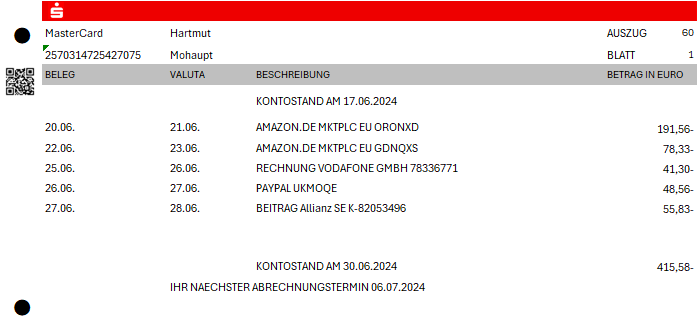 MasterCard Hartmut AUSZUG 60
2570314725427075 Mohaupt BLATT 1
BELEG VALUTA BESCHREIBUNG BETRAG IN EURO
KONTOSTAND AM 17.06.2024
20.06. 21.06. AMAZON.DE MKTPLC EU ORONXD 191,56-
22.06. 23.06. AMAZON.DE MKTPLC EU GDNQXS 78,33-
25.06. 26.06. RECHNUNG VODAFONE GMBH 78336771 41,30-
26.06. 27.06. PAYPAL UKMOQE 48,56-
27.06. 28.06. BEITRAG Allianz SE K-82053496 55,83-
KONTOSTAND AM 30.06.2024 415,58-
IHR NAECHSTER ABRECHNUNGSTERMIN 06.07.2024